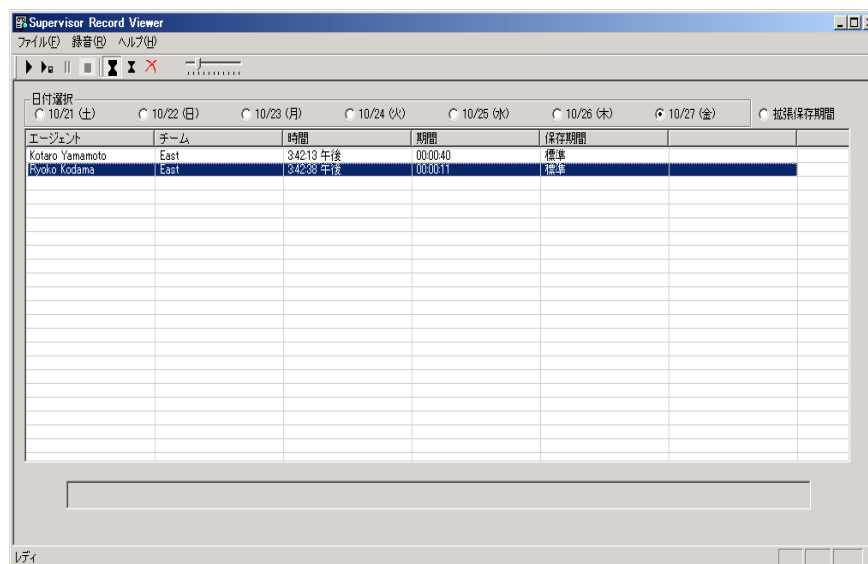 Supervisor Record Viewer
ファイル(F) 録音(R) ヘルプ(H)
日付選択
10/21 (土) 10/22 (日) 10/23 (月) 10/24 (火) 10/25 (水) 10/26 (木) 10/27 (金) 拡張保存期間
エージェント チーム 時間 期間 保存期間
Kotaro Yamamoto East 3:42:13 午後 00:00:40 標準
Ryoko Kodama East 3:42:38 午後 00:00:11 標準
レディ